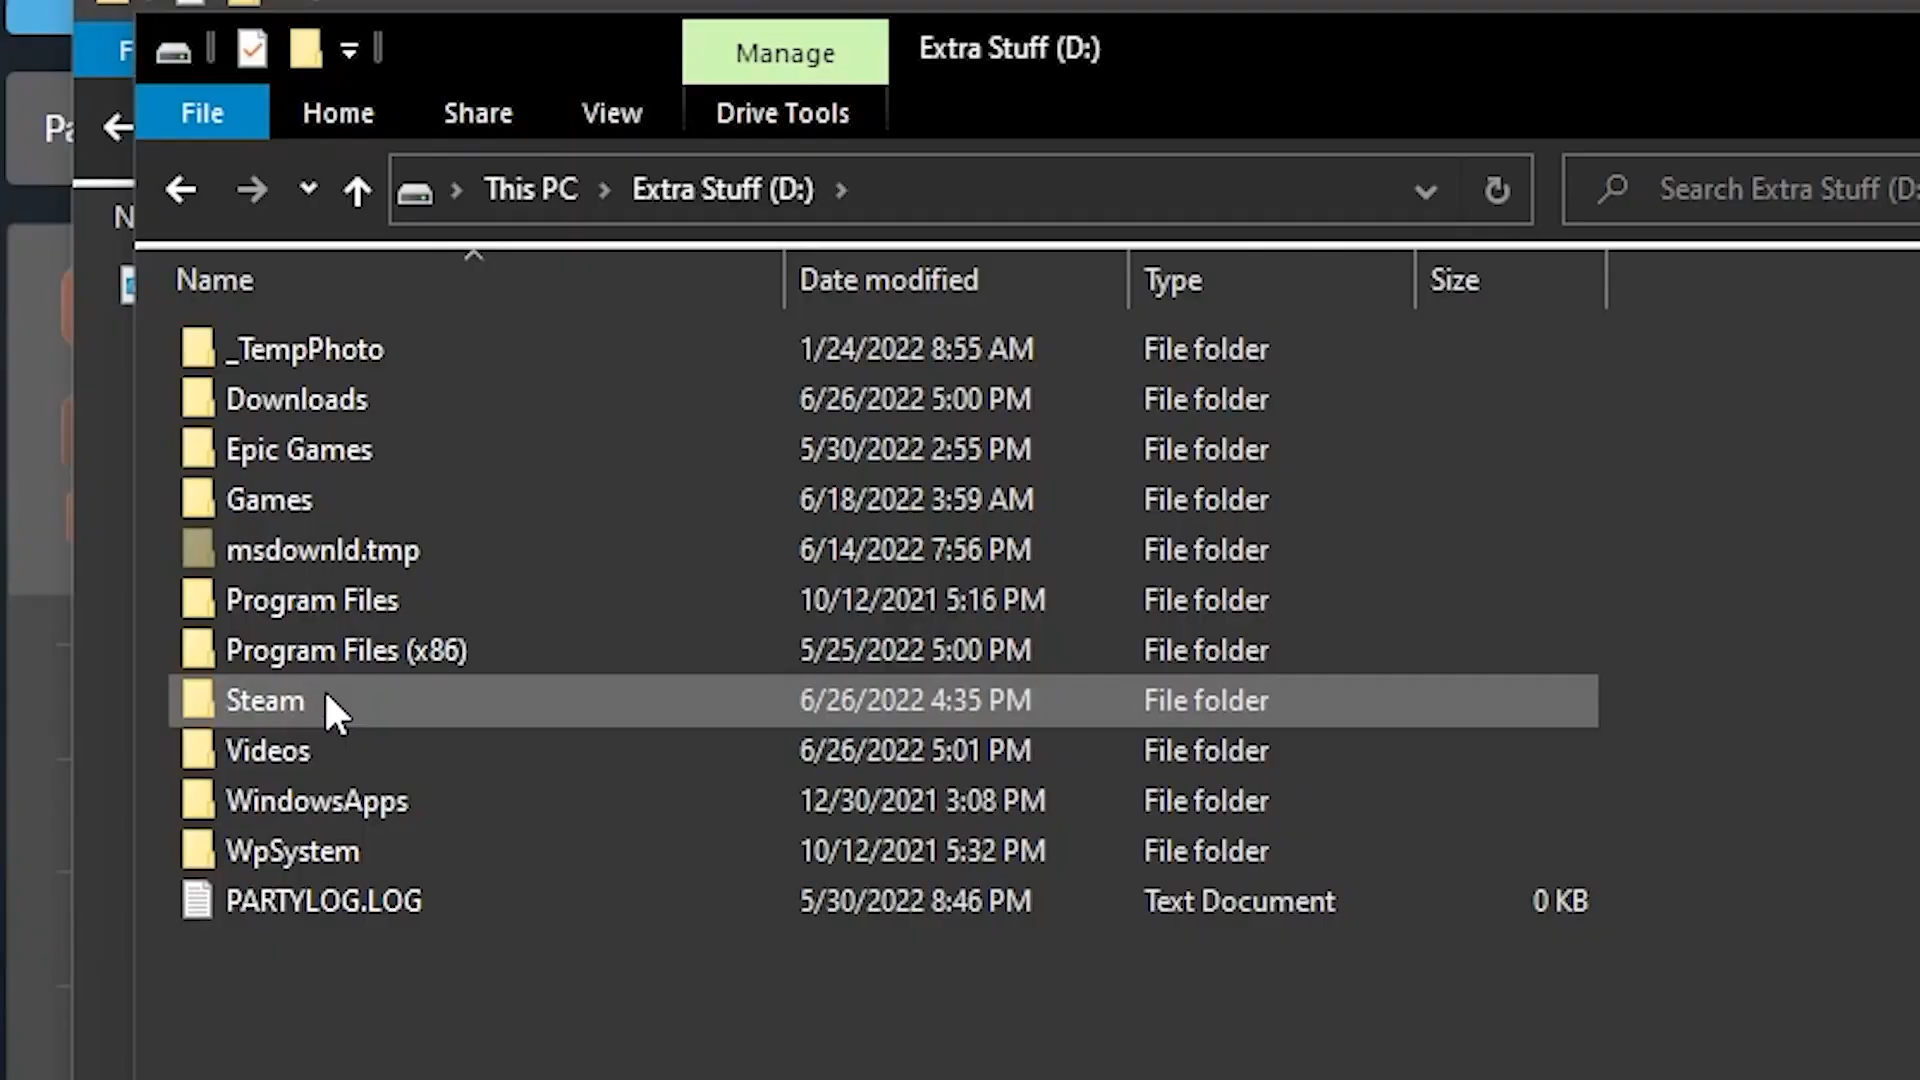 Manage Extra Stuff (D:)
File Home Share View Drive Tools
This PC Extra Stuff (D:) Search Extra Stuff (D:
Name Date modified Type Size
_TempPhoto 1/24/2022 8:55 AM File folder
Downloads 6/26/2022 5:00 PM File folder
Epic Games 5/30/2022 2:55 PM File folder
Games 6/18/2022 3:59 AM File folder
msdownld.tmp 6/14/2022 7:56 PM File folder
Program Files 10/12/2021 5:16 PM File folder
Program Files (x86) 5/25/2022 5:00 PM File folder
Steam 6/26/2022 4:35 PM File folder
Videos 6/26/2022 5:01 PM File folder
WindowsApps 12/30/2021 3:08 PM File folder
WpSystem 10/12/2021 5:32 PM File folder
PARTYLOG.LOG 5/30/2022 8:46 PM Text Document 0 KB